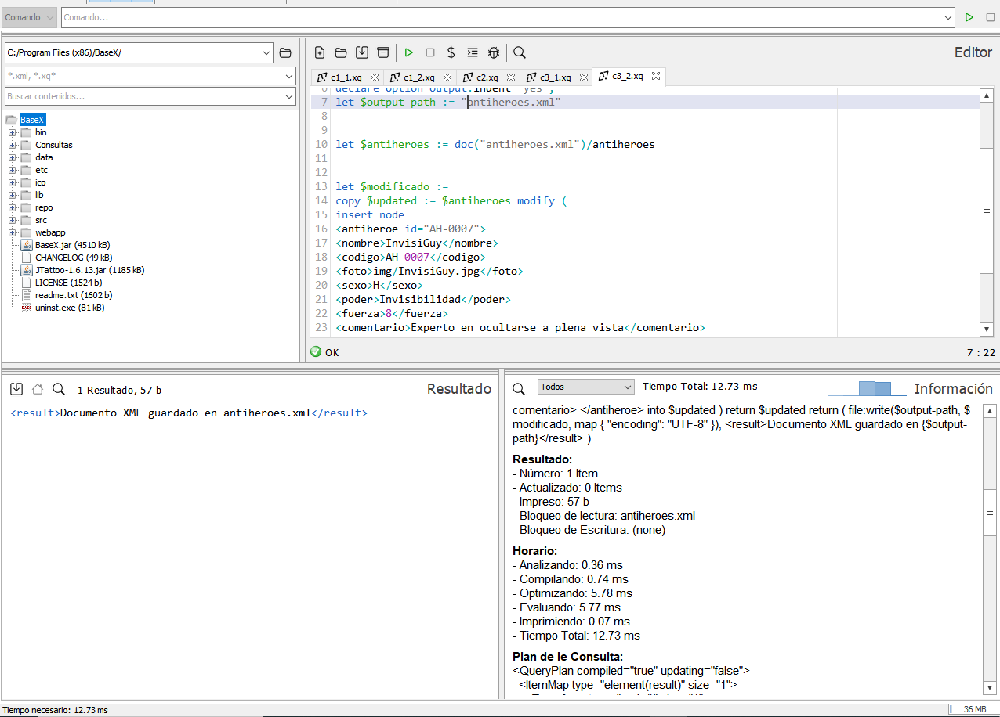 Comando
Comando...
C:/Program Files (x86)/BaseX/
*.xml, *.xq*
Buscar contenidos...
BaseX
bin
Consultas
data
etc
ico
lib
repo
src
webapp
BaseX.jar (4510 kB)
CHANGELOG (49 kB)
JTattoo-1.6.13.jar (1185 kB)
LICENSE (1524 b)
readme.txt (1602 b)
uninst.exe (81 kB)
Editor
c1_1.xq
c1_2.xq
c2.xq
c3_1.xq
c3_2.xq
6 declare option output:indent "yes";
7 let $output-path := "antiheroes.xml"
8
9
10 let $antiheroes := doc("antiheroes.xml")/antiheroes
11
12
13 let $modificado :=
14 copy $updated := $antiheroes modify (
15 insert node
16 <antiheroe id="AH-0007">
17 <nombre>InvisiGuy</nombre>
18 <codigo>AH-0007</codigo>
19 <foto>img/InvisiGuy.jpg</foto>
20 <sexo>H</sexo>
21 <poder>Invisibilidad</poder>
22 <fuerza>8</fuerza>
23 <comentario>Experto en ocultarse a plena vista</comentario>
OK
7 : 22
1 Resultado, 57 b
Resultado
<result>Documento XML guardado en antiheroes.xml</result>
Todos
Tiempo Total: 12.73 ms
Información
comentario> </antiheroe> into $updated ) return $updated return ( file:write($output-path, $
modificado, map { "encoding": "UTF-8" }), <result>Documento XML guardado en {$output-
path}</result> )
Resultado:
- Número: 1 Item
- Actualizado: 0 Items
- Impreso: 57 b
- Bloqueo de lectura: antiheroes.xml
- Bloqueo de Escritura: (none)
Horario:
- Analizando: 0.36 ms
- Compilando: 0.74 ms
- Optimizando: 5.78 ms
- Evaluando: 5.77 ms
- Imprimiendo: 0.07 ms
- Tiempo Total: 12.73 ms
Plan de le Consulta:
<QueryPlan compiled="true" updating="false">
<ItemMap type="element(result)" size="1">
Tiempo necesario: 12.73 ms
36 MB